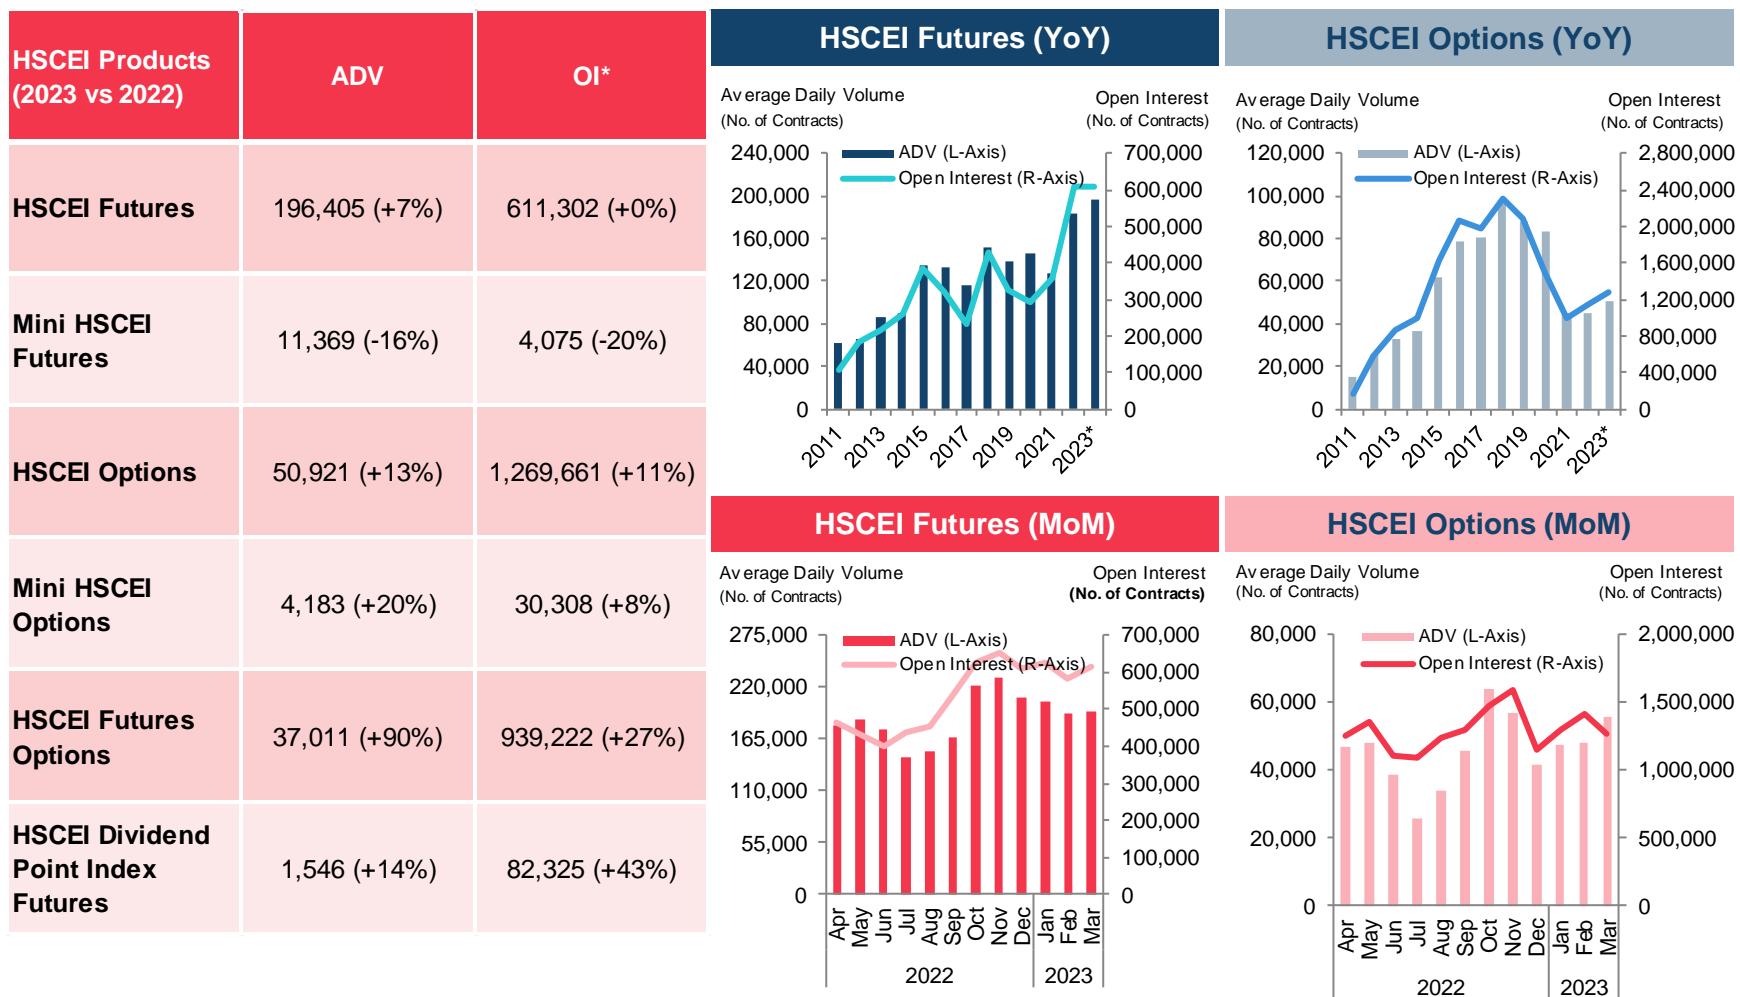 HSCEI Products
(2023 vs 2022)
ADV
OI*
HSCEI Futures
196,405 (+7%)
611,302 (+0%)
Mini HSCEI
Futures
11,369 (-16%)
4,075 (-20%)
HSCEI Options
50,921 (+13%)
1,269,661 (+11%)
Mini HSCEI
Options
4,183 (+20%)
30,308 (+8%)
HSCEI Futures
Options
37,011 (+90%)
939,222 (+27%)
HSCEI Dividend
Point Index
Futures
1,546 (+14%)
82,325 (+43%)
HSCEI Futures (YoY)
Average Daily Volume
(No. of Contracts)
Open Interest
(No. of Contracts)
ADV (L-Axis)
Open Interest (R-Axis)
240,000
200,000
160,000
120,000
80,000
40,000
0
700,000
600,000
500,000
400,000
300,000
200,000
100,000
0
2011
2013
2015
2017
2019
2021
2023*
HSCEI Options (YoY)
Average Daily Volume
(No. of Contracts)
Open Interest
(No. of Contracts)
ADV (L-Axis)
Open Interest (R-Axis)
120,000
100,000
80,000
60,000
40,000
20,000
0
2,800,000
2,400,000
2,000,000
1,600,000
1,200,000
800,000
400,000
0
2011
2013
2015
2017
2019
2021
2023*
HSCEI Futures (MoM)
Average Daily Volume
(No. of Contracts)
Open Interest
(No. of Contracts)
ADV (L-Axis)
Open Interest (R-Axis)
275,000
220,000
165,000
110,000
55,000
0
700,000
600,000
500,000
400,000
300,000
200,000
100,000
0
Apr
May
Jun
Jul
Aug
Sep
Oct
Nov
Dec
Jan
Feb
Mar
2022
2023
HSCEI Options (MoM)
Average Daily Volume
(No. of Contracts)
Open Interest
(No. of Contracts)
ADV (L-Axis)
Open Interest (R-Axis)
80,000
60,000
40,000
20,000
0
2,000,000
1,500,000
1,000,000
500,000
0
Apr
May
Jun
Jul
Aug
Sep
Oct
Nov
Dec
Jan
Feb
Mar
2022
2023